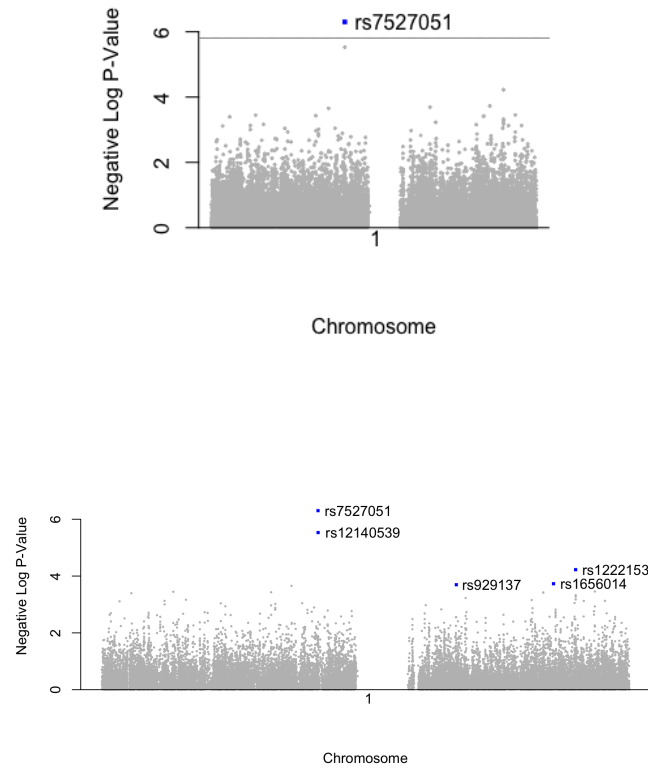 rs7527051
6
4
2
0
Negative Log P-Value
1
Chromosome
rs7527051
rs12140539
rs1222153
rs929137
rs1656014
6
4
2
0
Negative Log P-Value
1
Chromosome